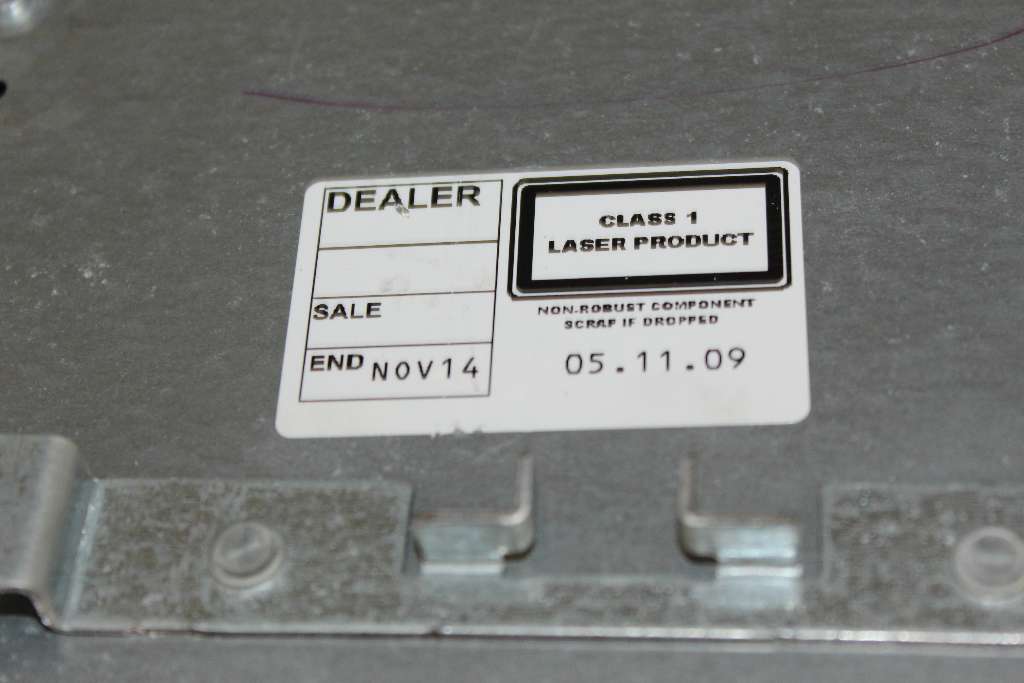 DEALER
SALE
END NOV14
CLASS 1
LASER PRODUCT
NON-ROBUST COMPONENT
SCRAP IF DROPPED
05.11.09